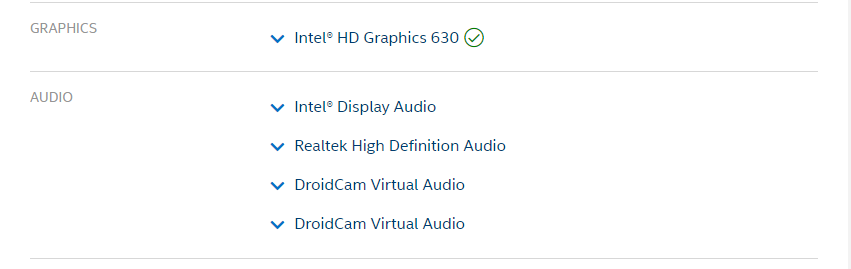 GRAPHICS
Intel® HD Graphics 630
AUDIO
Intel® Display Audio
Realtek High Definition Audio
DroidCam Virtual Audio
DroidCam Virtual Audio